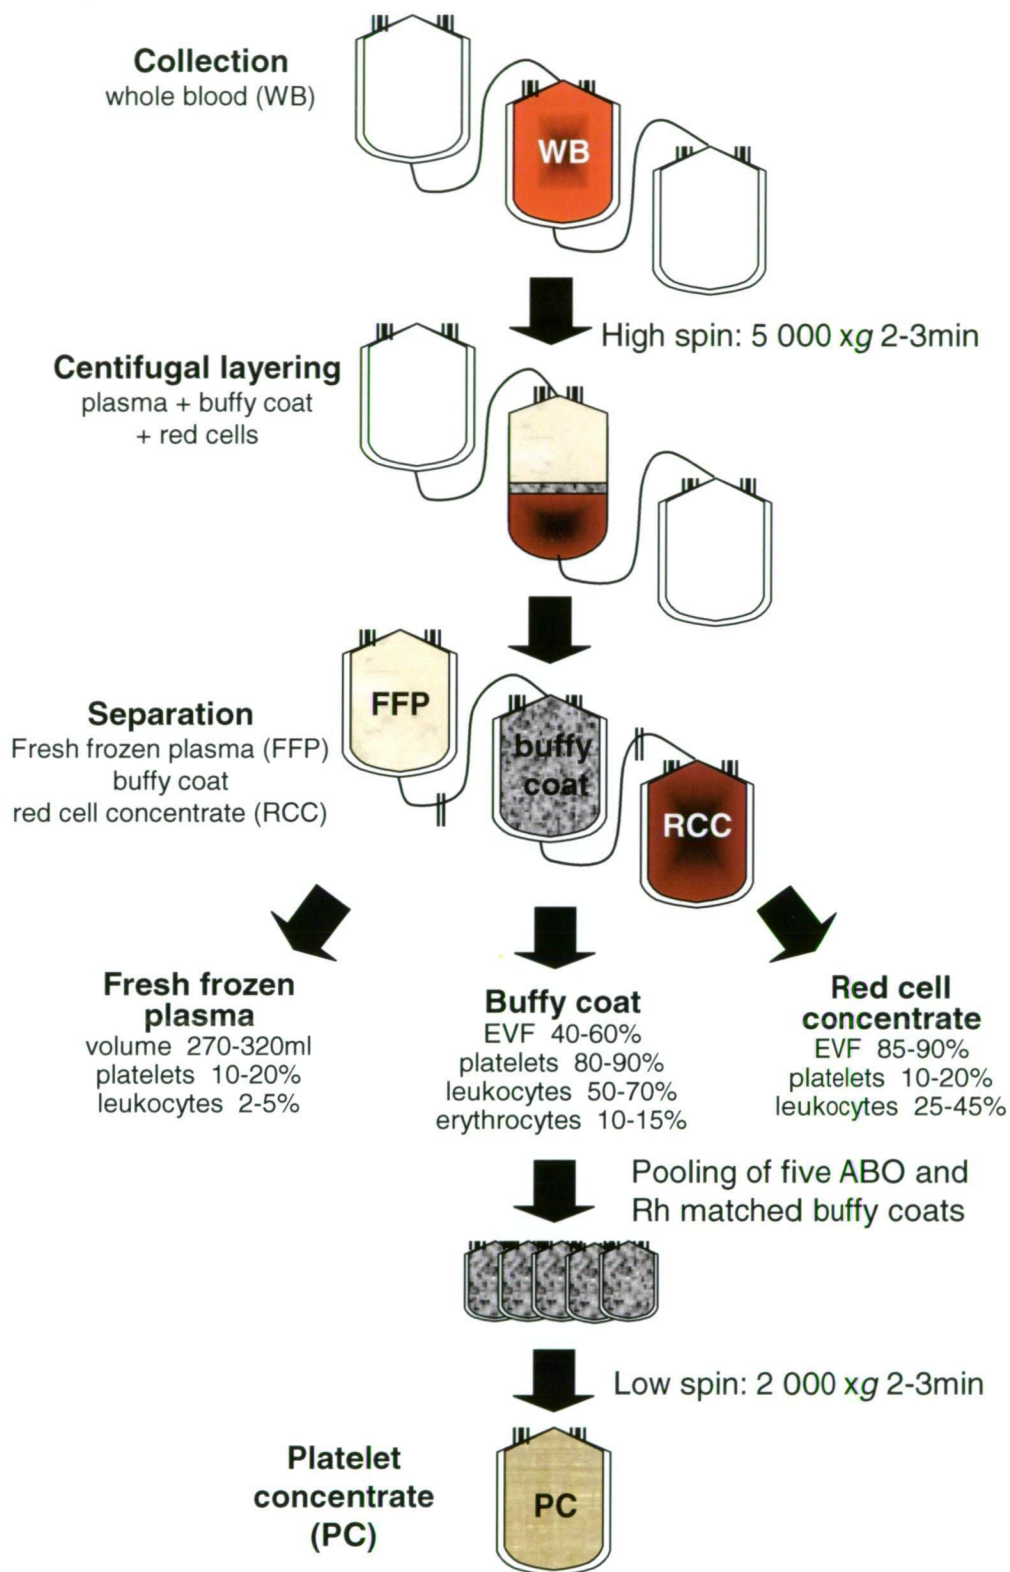 Collection
whole blood (WB)
WB
High spin: 5 000 xg 2-3min
Centifugal layering
plasma + buffy coat
+ red cells
FFP
Separation
Fresh frozen plasma (FFP)
buffy coat
red cell concentrate (RCC)
buffy
coat
RCC
Fresh frozen
plasma
volume 270-320ml
platelets 10-20%
leukocytes 2-5%
Buffy coat
EVF 40-60%
platelets 80-90%
leukocytes 50-70%
erythrocytes 10-15%
Red cell
concentrate
EVF 85-90%
platelets 10-20%
leukocytes 25-45%
Pooling of five ABO and
Rh matched buffy coats
Low spin: 2 000 xg 2-3min
Platelet
concentrate
(PC)
PC